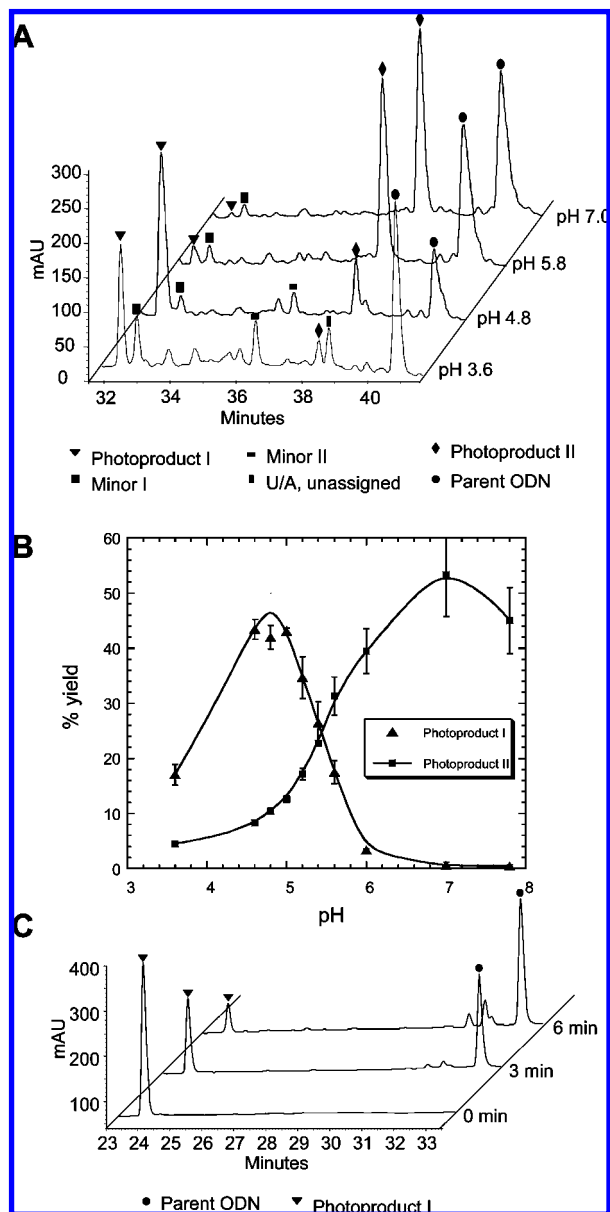 A
300
250
200
150
100
50
0
mAU
pH 7.0
pH 5.8
pH 4.8
pH 3.6
32 34 36 38 40
Minutes
Photoproduct I Minor II Photoproduct II
Minor I U/A, unassigned Parent ODN
B
60
50
40
30
20
10
0
% yield
Photoproduct I
Photoproduct II
3 4 5 6 7 8
pH
C
400
300
200
100
mAU
6 min
3 min
0 min
23 24 25 26 27 28 29 30 31 32 33
Minutes
Parent ODN Photoproduct I